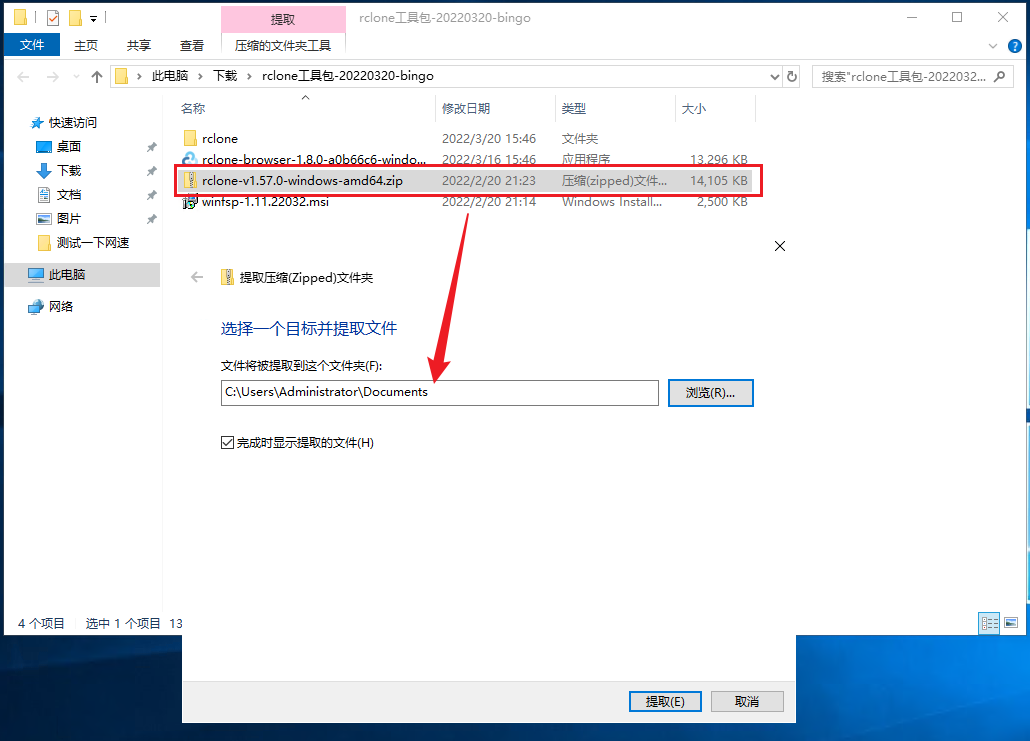 提取
rclone工具包-20220320-bingo
文件 主页 共享 查看 压缩的文件夹工具
此电脑 › 下载 › rclone工具包-20220320-bingo
搜索"rclone工具包-2022032...
名称 修改日期 类型 大小
快速访问
桌面
下载
文档
图片
测试一下网速
此电脑
网络
rclone 2022/3/20 15:46 文件夹
rclone-browser-1.8.0-a0b66c6-windo... 2022/3/16 15:46 应用程序 13,296 KB
rclone-v1.57.0-windows-amd64.zip 2022/2/20 21:23 压缩(zipped)文件... 14,105 KB
winfsp-1.11.22032.msi 2022/2/20 21:14 Windows Install... 2,500 KB
提取压缩(Zipped)文件夹
选择一个目标并提取文件
文件将被提取到这个文件夹(F):
C:\Users\Administrator\Documents 浏览(R)...
完成时显示提取的文件(H)
4 个项目 选中 1 个项目 13
提取(E) 取消